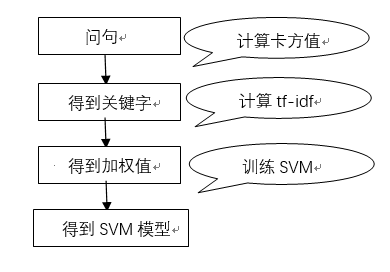 问句
计算卡方值
得到关键字
计算 tf-idf
得到加权值
训练 SVM
得到 SVM 模型